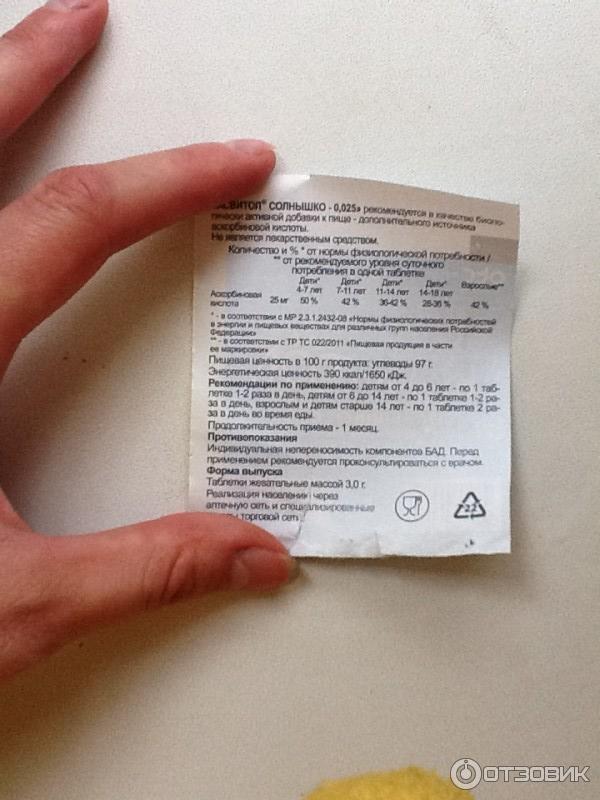 СОЛНЫШКО - 0,025» рекомендуется в качестве биоло-
гически активной добавки к пище - дополнительного источника
аскорбиновой кислоты.
Не является лекарственным средством.
Количество и % * от нормы физиологической потребности /
** от рекомендуемого уровня суточного
потребления в одной таблетке
Дети* Дети* Дети* Дети* Взрослые**
4-7 лет 7-11 лет 11-14 лет 14-18 лет
Аскорбиновая кислота 25 мг 50 % 42 % 36-42 % 28-36 % 42 %
* - в соответствии с МР 2.3.1.2432-08 «Нормы физиологических потребностей
в энергии и пищевых веществах для различных групп населения Российской
Федерации»
** - в соответствии с ТР ТС 022/2011 «Пищевая продукция в части
ее маркировки»
Пищевая ценность в 100 г продукта: углеводы 97 г.
Энергетическая ценность 390 ккал/1650 кДж.
Рекомендации по применению: детям от 4 до 6 лет - по 1 таб-
летке 1-2 раза в день, детям от 6 до 14 лет - по 1 таблетке 1-2 ра-
за в день, взрослым и детям старше 14 лет - по 1 таблетке 2 ра-
за в день во время еды.
Продолжительность приема - 1 месяц.
Противопоказания
Индивидуальная непереносимость компонентов БАД. Перед
применением рекомендуется проконсультироваться с врачом.
Форма выпуска
Таблетки жевательные массой 3,0 г.
Реализация населению через
аптечную сеть и специализированные
торговой сети
22
ОТЗОВИК